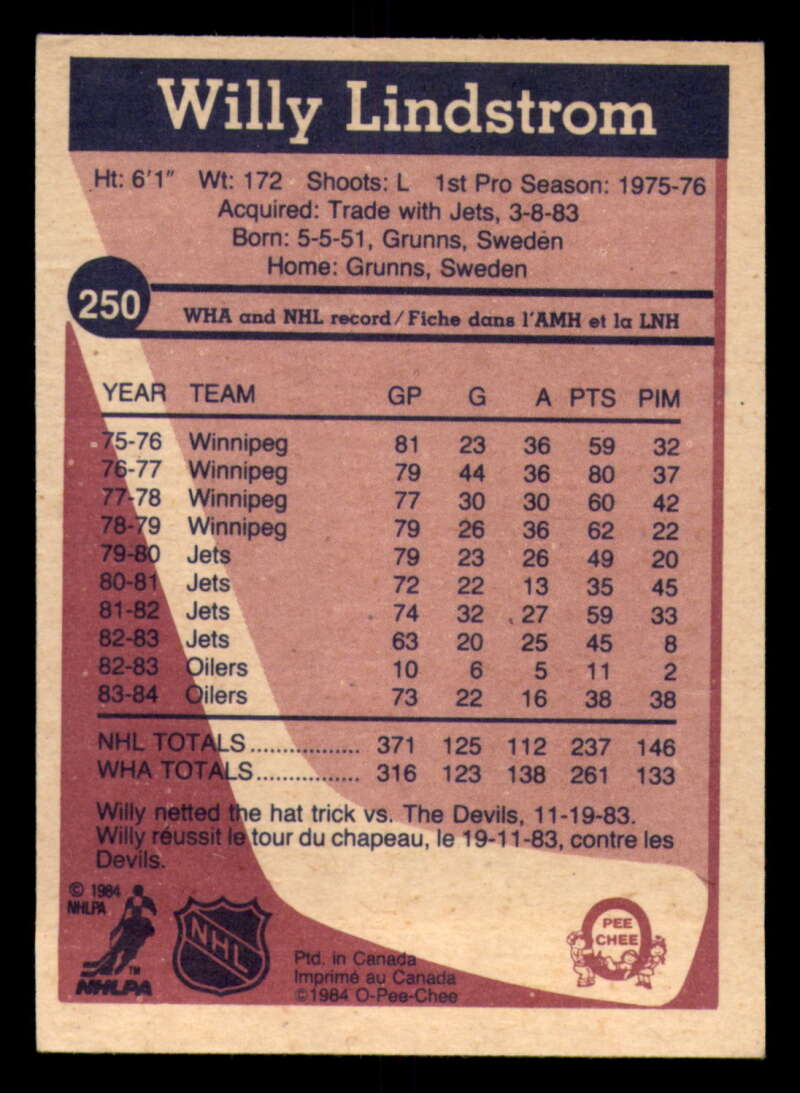 Willy Lindstrom
Ht: 6'1" Wt: 172 Shoots: L 1st Pro Season: 1975-76
Acquired: Trade with Jets, 3-8-83
Born: 5-5-51, Grunns, Sweden
Home: Grunns, Sweden
250
WHA and NHL record/Fiche dans l'AMH et la LNH
YEAR TEAM GP G A PTS PIM
75-76 Winnipeg 81 23 36 59 32
76-77 Winnipeg 79 44 36 80 37
77-78 Winnipeg 77 30 30 60 42
78-79 Winnipeg 79 26 36 62 22
79-80 Jets 79 23 26 49 20
80-81 Jets 72 22 13 35 45
81-82 Jets 74 32 27 59 33
82-83 Jets 63 20 25 45 8
82-83 Oilers 10 6 5 11 2
83-84 Oilers 73 22 16 38 38
NHL TOTALS................. 371 125 112 237 146
WHA TOTALS................ 316 123 138 261 133
Willy netted the hat trick vs. The Devils, 11-19-83.
Willy réussit le tour du chapeau, le 19-11-83, contre les
Devils.
© 1984
NHLPA
NHL
TM
NHLPA
Ptd. in Canada
Imprimé au Canada
©1984 O-Pee-Chee
PEE
CHEE